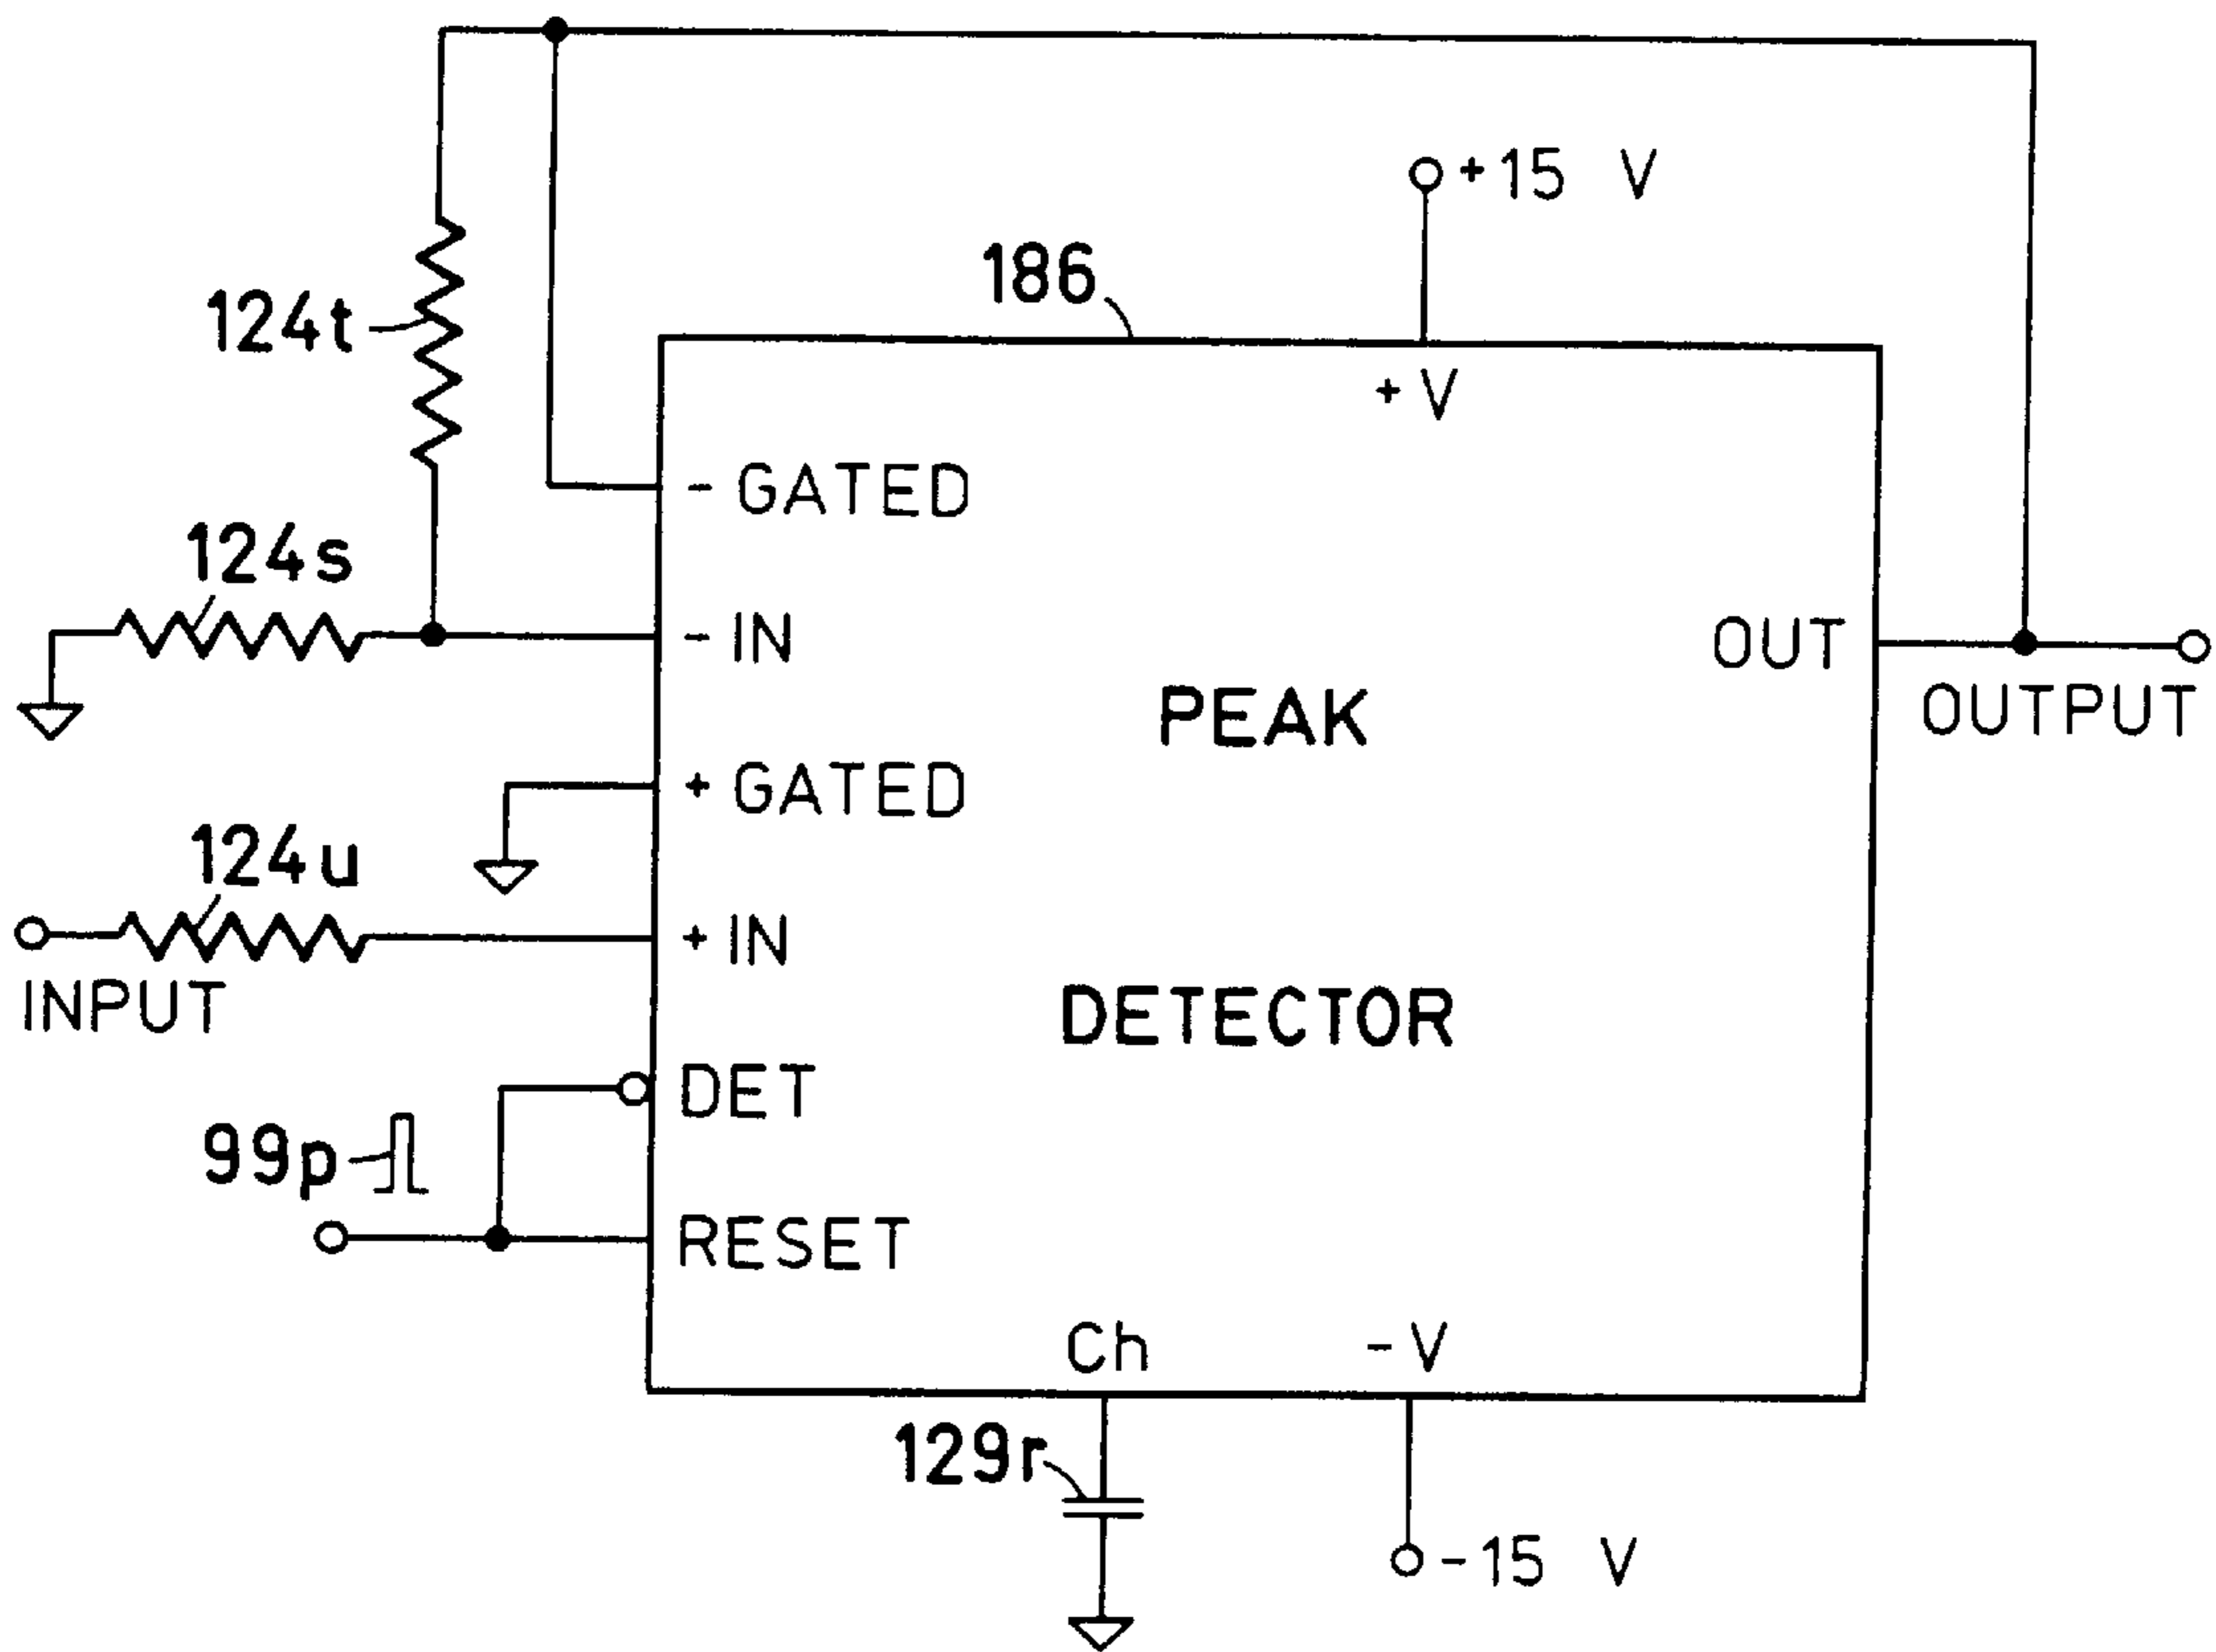 +15 V
186
124t
+ V
- GATED
124s
- IN
OUT
PEAK
OUTPUT
+ GATED
124u
+ IN
INPUT
DETECTOR
DET
99p
RESET
Ch
- V
129r
-15 V